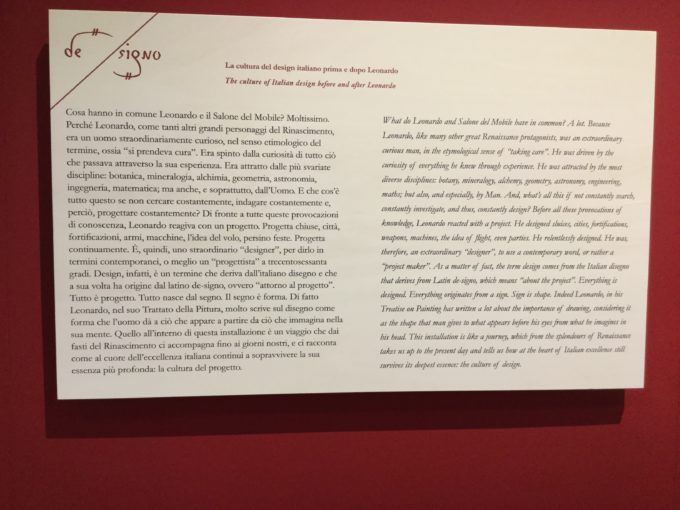 de signo
La cultura del design italiano prima e dopo Leonardo
The culture of Italian design before and after Leonardo
Cosa hanno in comune Leonardo e il Salone del Mobile? Moltissimo.
Perché Leonardo, come tanti altri grandi personaggi del Rinascimento,
era un uomo straordinariamente curioso, nel senso etimologico del
termine, ossia "si prendeva cura". Era spinto dalla curiosità di tutto ciò
che passava attraverso la sua esperienza. Era attratto dalle più svariate
discipline: botanica, mineralogia, alchimia, geometria, astronomia,
ingegneria, matematica; ma anche, e soprattutto, dall'Uomo. E che cos'è
tutto questo se non cercare costantemente, indagare costantemente e,
perciò, progettare costantemente? Di fronte a tutte queste provocazioni
di conoscenza, Leonardo reagiva con un progetto. Progetta chiuse, città,
fortificazioni, armi, macchine, l'idea del volo, persino feste. Progetta
continuamente. È, quindi, uno straordinario "designer", per dirlo in
termini contemporanei, o meglio un "progettista" a trecentosessanta
gradi. Design, infatti, è un termine che deriva dall'italiano disegno e che
a sua volta ha origine dal latino de-signo, ovvero "attorno al progetto".
Tutto è progetto. Tutto nasce dal segno. Il segno è forma. Di fatto
Leonardo, nel suo Trattato della Pittura, molto scrive sul disegno come
forma che l'uomo dà a ciò che appare a partire da ciò che immagina nella
sua mente. Quello all'interno di questa installazione è un viaggio che dai
fasti del Rinascimento ci accompagna fino ai giorni nostri, e ci racconta
come al cuore dell'eccellenza italiana continui a sopravvivere la sua
essenza più profonda: la cultura del progetto.
What do Leonardo and Salone del Mobile have in common? A lot. Because
Leonardo, like many other great Renaissance protagonists, was an extraordinary
curious man, in the etymological sense of "taking care". He was driven by the
curiosity of everything he knew through experience. He was attracted by the most
diverse disciplines: botany, mineralogy, alchemy, geometry, astronomy, engineering,
maths; but also, and especially, by Man. And, what's all this if not constantly search,
constantly investigate, and thus, constantly design? Before all these provocations of
knowledge, Leonardo reacted with a project. He designed sluices, cities, fortifications,
weapons, machines, the idea of flight, even parties. He relentlessly designed. He was,
therefore, an extraordinary "designer", to use a contemporary word, or rather a
"project maker". As a matter of fact, the term design comes from the Italian disegno
that derives from Latin de-signo, which means "about the project". Everything is
designed. Everything originates from a sign. Sign is shape. Indeed Leonardo, in his
Treatise on Painting has written a lot about the importance of drawing, considering it
as the shape that man gives to what appears before his eyes from what he imagines in
his head. This installation is like a journey, which from the splendours of Renaissance
takes us up to the present day and tells us how at the heart of Italian excellence still
survives its deepest essence: the culture of design.